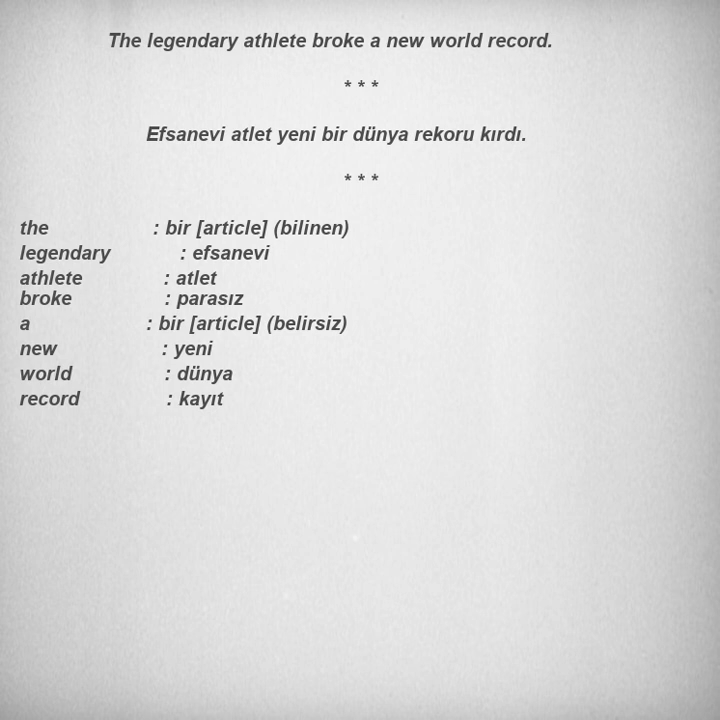 The legendary athlete broke a new world record.
* * *
Efsanevi atlet yeni bir dünya rekoru kırdı.
* * *
the : bir [article] (bilinen)
legendary : efsanevi
athlete : atlet
broke : parasız
a : bir [article] (belirsiz)
new : yeni
world : dünya
record : kayıt